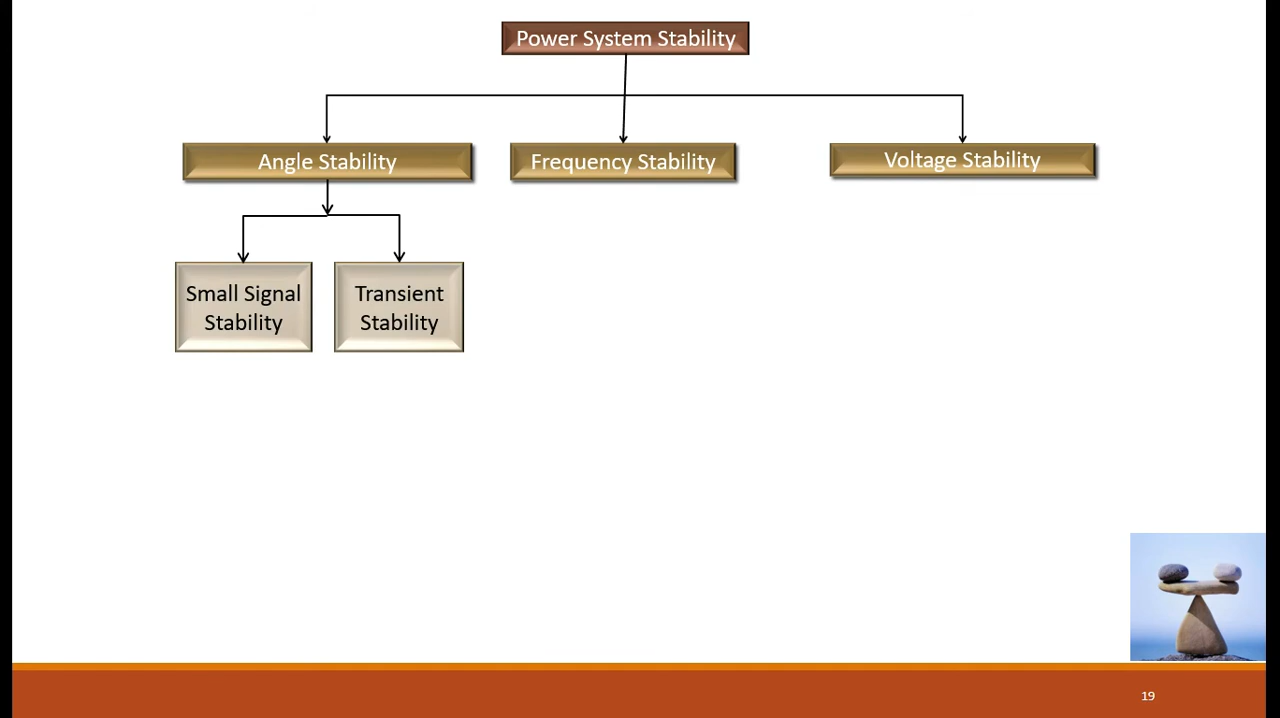 Power System Stability
Angle Stability
Frequency Stability
Voltage Stability
Small Signal
Stability
Transient
Stability
19